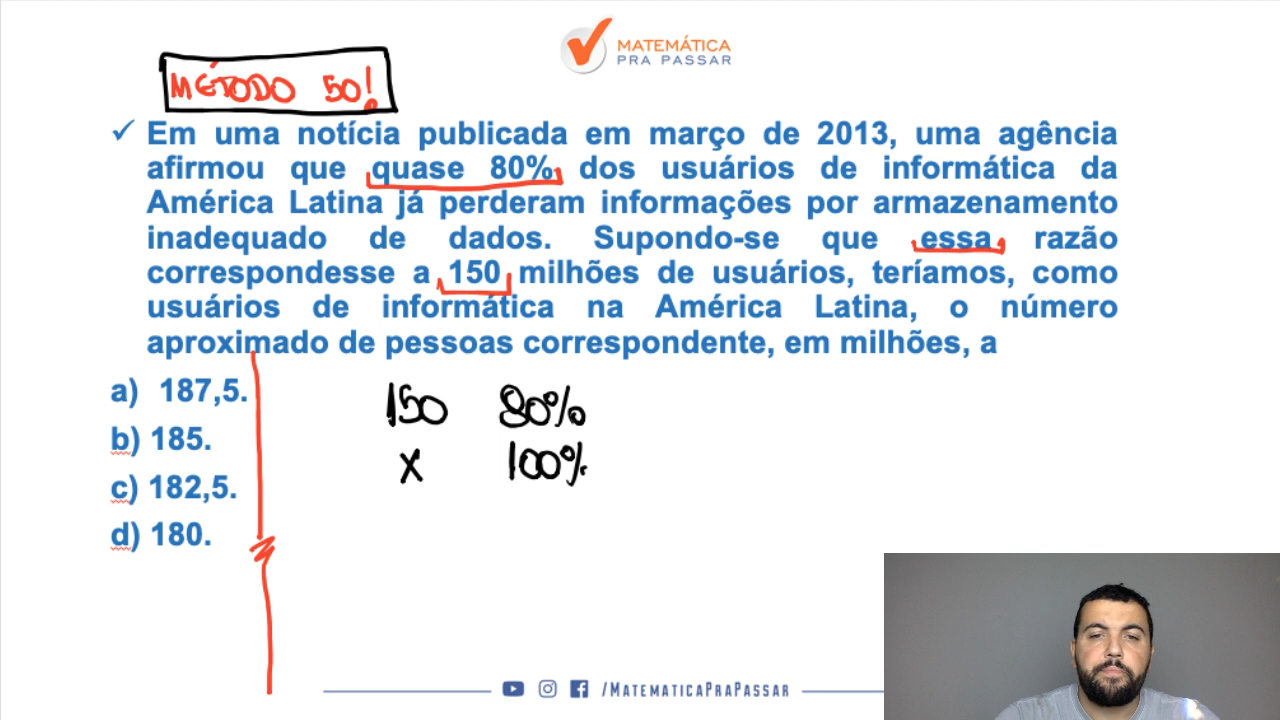 MATEMÁTICA
PRA PASSAR
MÉTODO 50!
✓ Em uma notícia publicada em março de 2013, uma agência
afirmou que quase 80% dos usuários de informática da
América Latina já perderam informações por armazenamento
inadequado de dados. Supondo-se que essa razão
correspondesse a 150 milhões de usuários, teríamos, como
usuários de informática na América Latina, o número
aproximado de pessoas correspondente, em milhões, a
a) 187,5.
b) 185.
c) 182,5.
d) 180.
150 80%
x 100%
/MATEMATICAPRAPASSAR